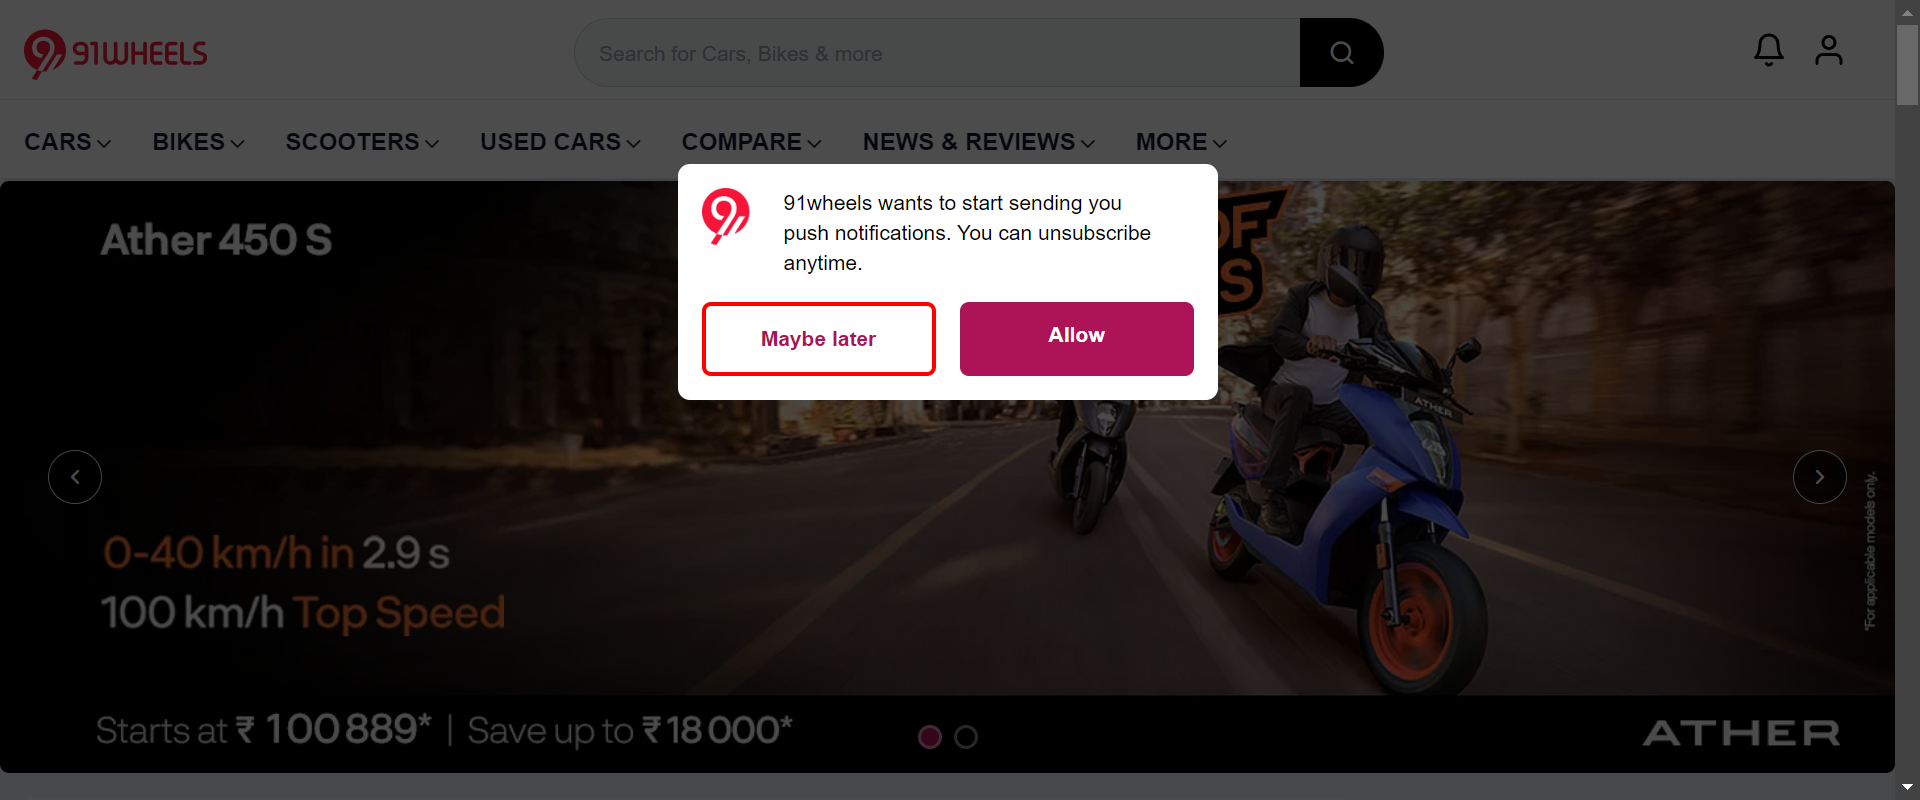 91WHEELS
Search for Cars, Bikes & more
CARS
BIKES
SCOOTERS
USED CARS
COMPARE
NEWS & REVIEWS
MORE
91wheels wants to start sending you
push notifications. You can unsubscribe
anytime.
Maybe later
Allow
Ather 450 S
OF
S
ATHER
0-40 km/h in 2.9 s
100 km/h Top Speed
*For applicable models only.
Starts at ₹ 100 889* | Save up to ₹ 18 000*
ATHER